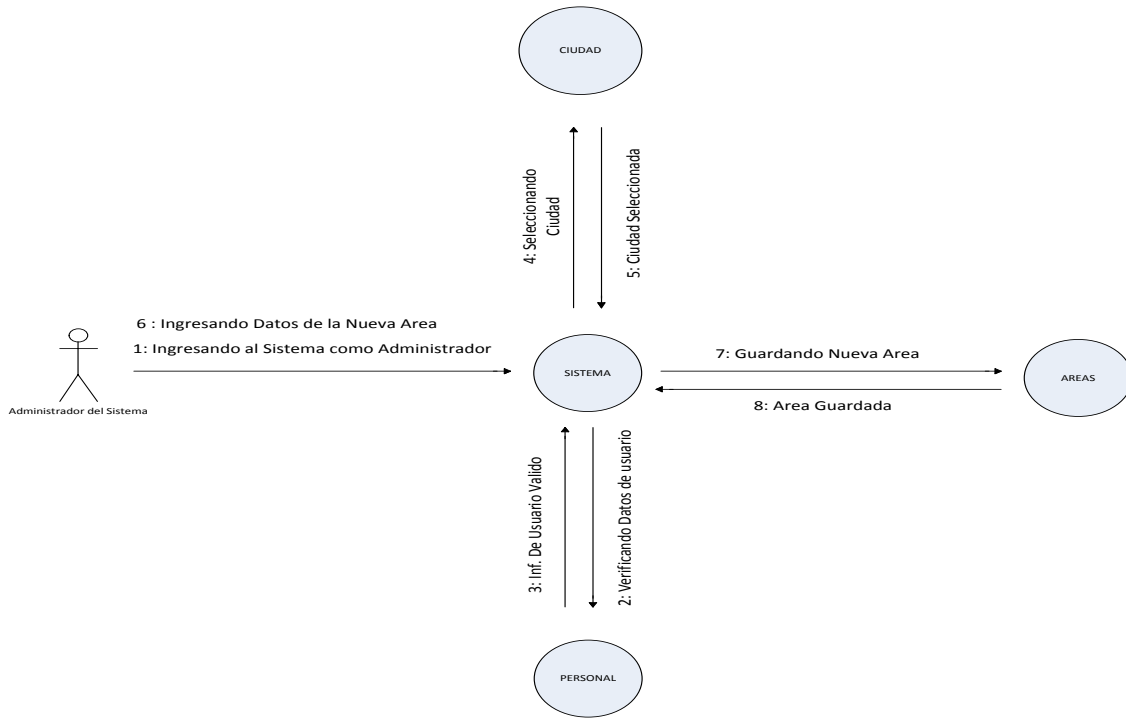 CIUDAD
4: Seleccionando
Ciudad
5: Ciudad Seleccionada
6 : Ingresando Datos de la Nueva Area
1: Ingresando al Sistema como Administrador
Administrador del Sistema
SISTEMA
7: Guardando Nueva Area
8: Area Guardada
AREAS
3: Inf. De Usuario Valido
2: Verificando Datos de usuario
PERSONAL